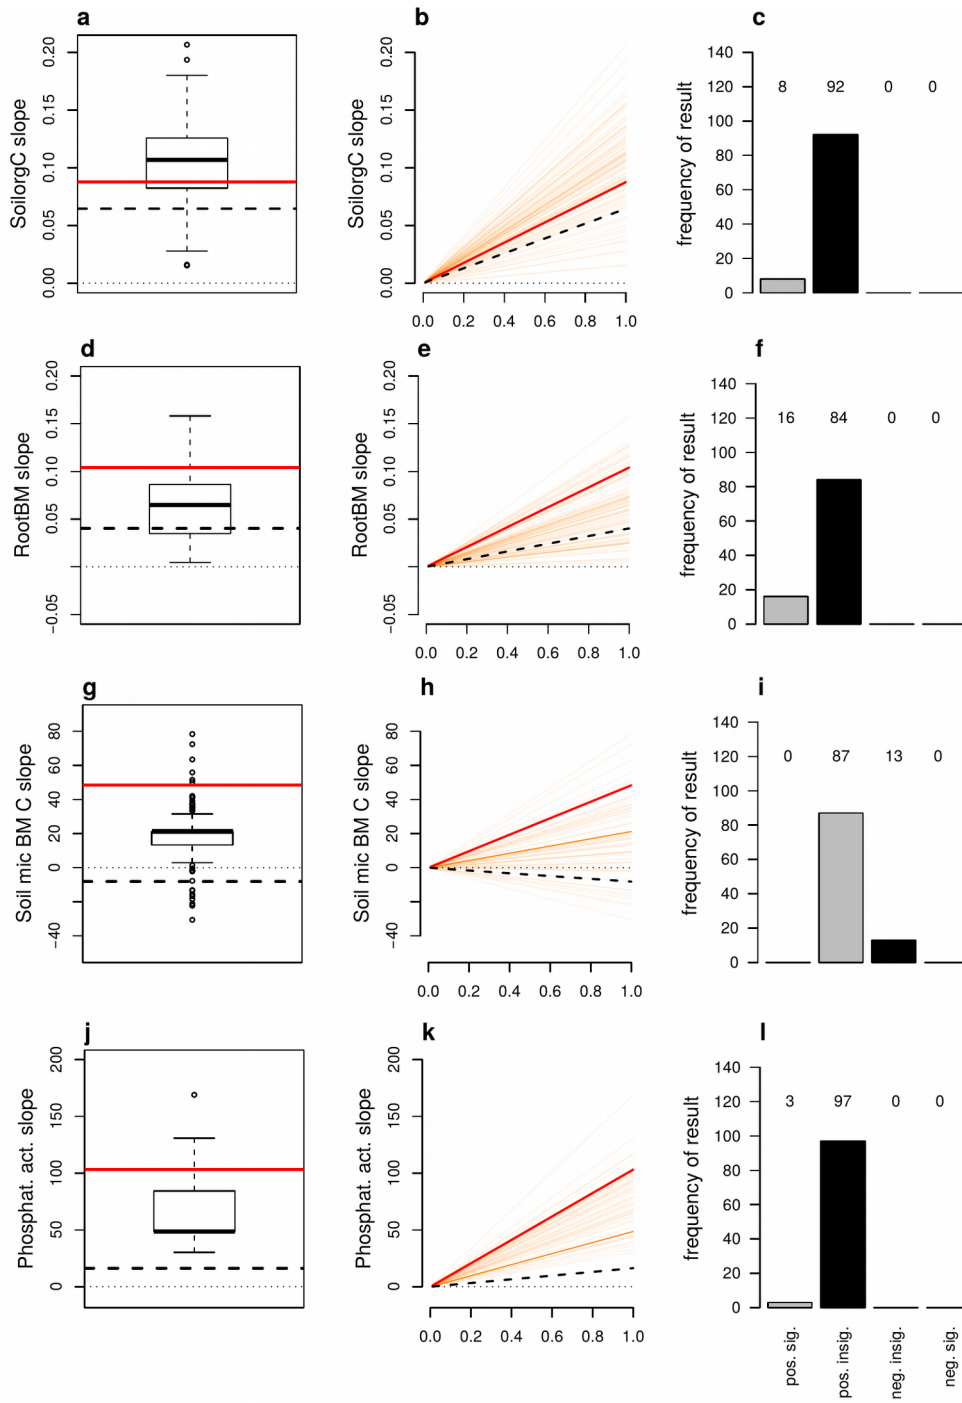 a
SoilorgC slope
0.00
0.05
0.10
0.15
0.20
b
SoilorgC slope
0.00
0.05
0.10
0.15
0.20
0.0 0.2 0.4 0.6 0.8 1.0
c
frequency of result
0
20
40
60
80
100
120
140
8 92 0 0
d
RootBM slope
−0.05
0.05
0.10
0.15
0.20
e
RootBM slope
−0.05
0.05
0.10
0.15
0.20
0.0 0.2 0.4 0.6 0.8 1.0
f
frequency of result
0
20
40
60
80
100
120
140
16 84 0 0
g
Soil mic BM C slope
−40
0
20
40
60
80
h
Soil mic BM C slope
−40
0
20
40
60
80
0.0 0.2 0.4 0.6 0.8 1.0
i
frequency of result
0
20
40
60
80
100
120
140
0 87 13 0
j
Phosphat. act. slope
0
50
100
150
200
k
Phosphat. act. slope
0
50
100
150
200
0.0 0.2 0.4 0.6 0.8 1.0
l
frequency of result
0
20
40
60
80
100
120
140
3 97 0 0
pos. sig.
pos. insig.
neg. insig.
neg. sig.